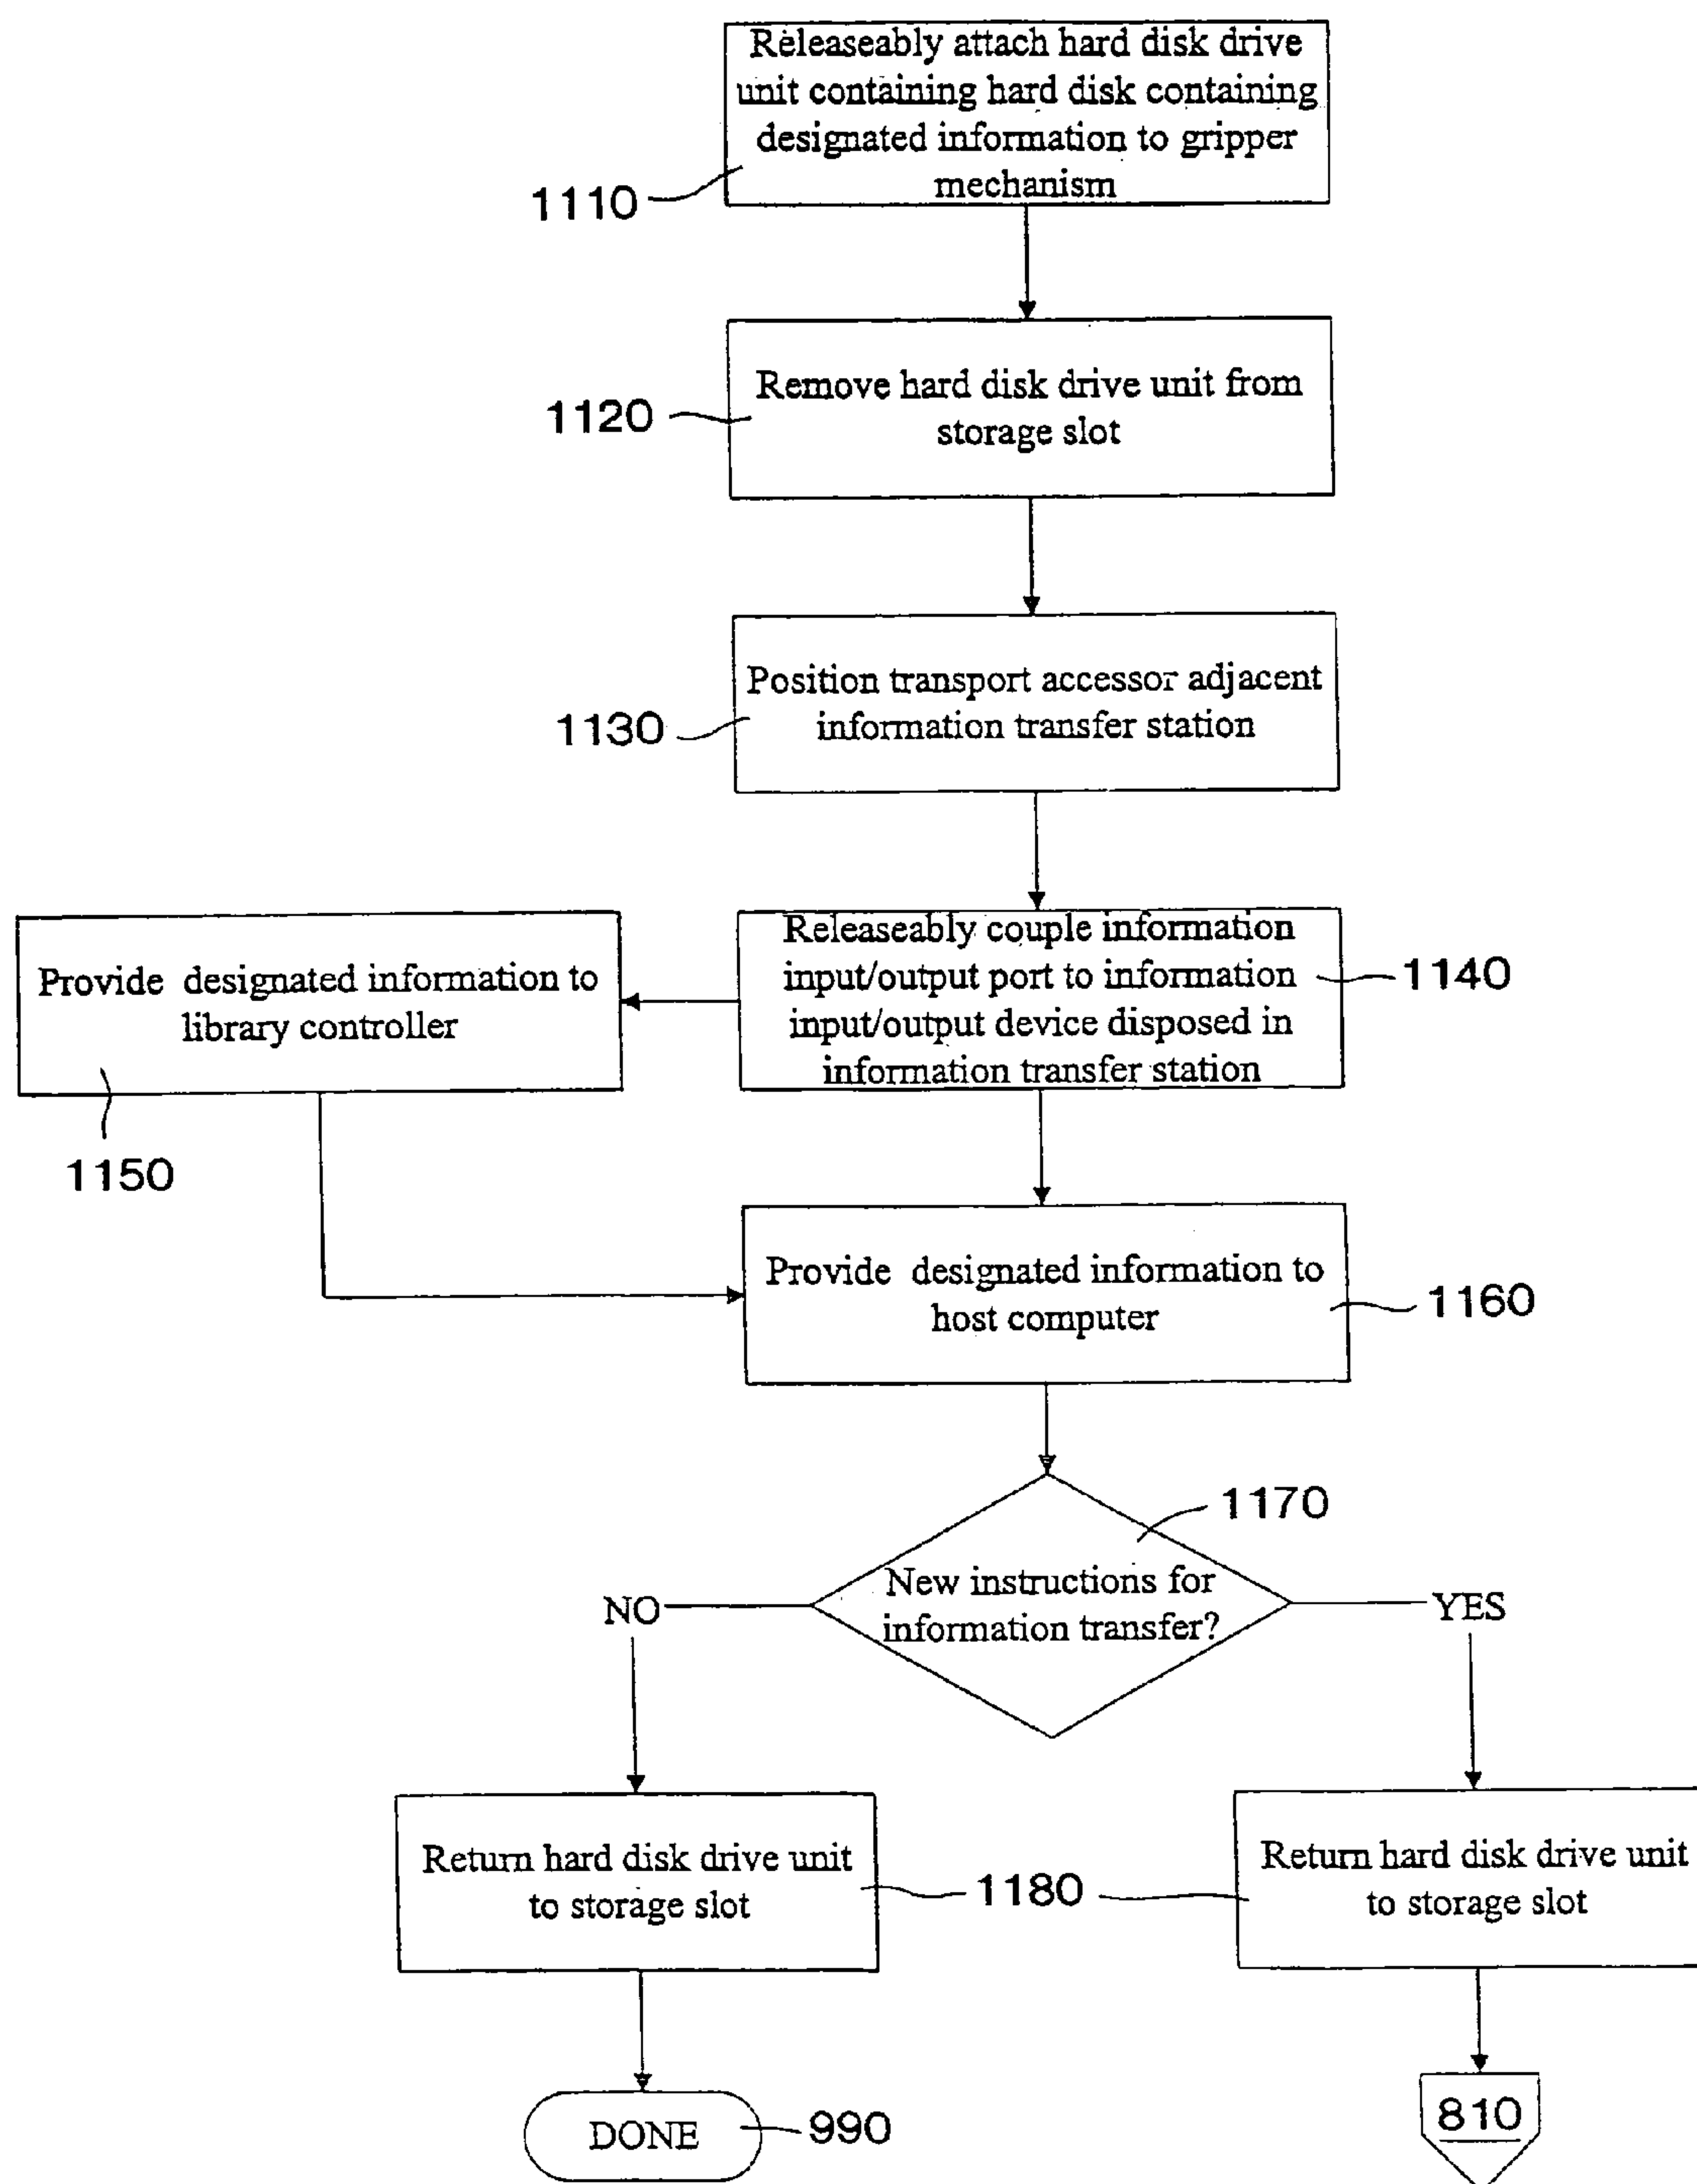 Releaseably attach hard disk drive
unit containing hard disk containing
designated information to gripper
mechanism
1110
Remove hard disk drive unit from
storage slot
1120
Position transport accessor adjacent
information transfer station
1130
Releaseably couple information
input/output port to information
input/output device disposed in
information transfer station
1140
Provide designated information to
library controller
1150
Provide designated information to
host computer
1160
1170
New instructions for
information transfer?
NO
YES
Return hard disk drive unit
to storage slot
1180
Return hard disk drive unit
to storage slot
DONE
990
810